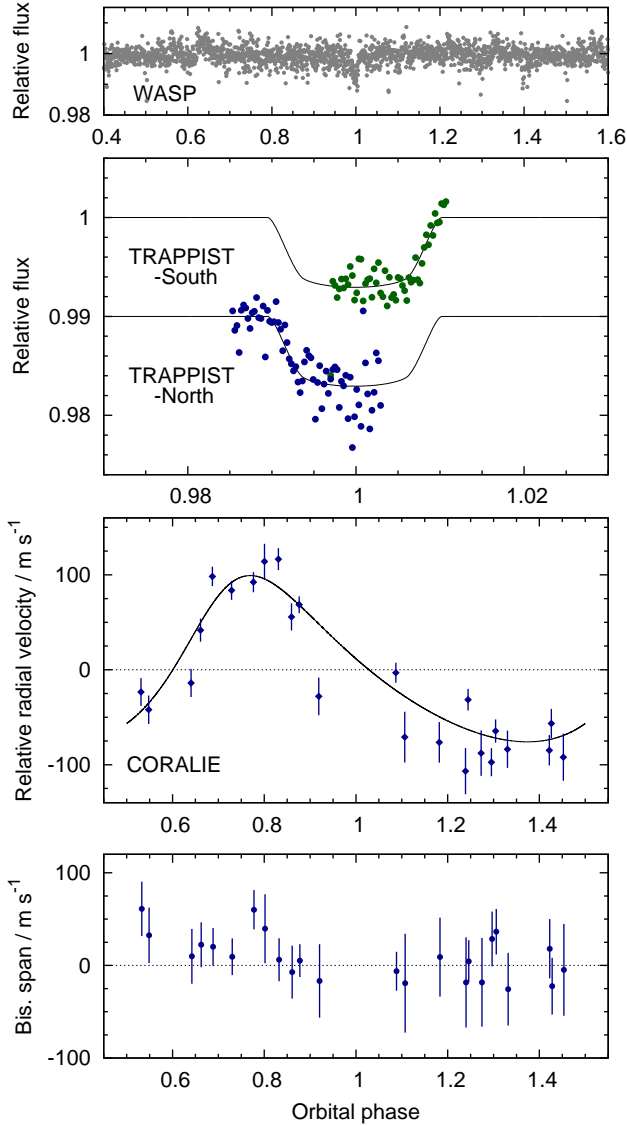 Relative flux
1
0.98
WASP
0.4 0.6 0.8 1 1.2 1.4 1.6
Relative flux
1
0.99
0.98
TRAPPIST
-South
TRAPPIST
-North
0.98 1 1.02
Relative radial velocity / m s⁻¹
100
0
-100
CORALIE
0.6 0.8 1 1.2 1.4
Bis. span / m s⁻¹
100
0
-100
0.6 0.8 1 1.2 1.4
Orbital phase